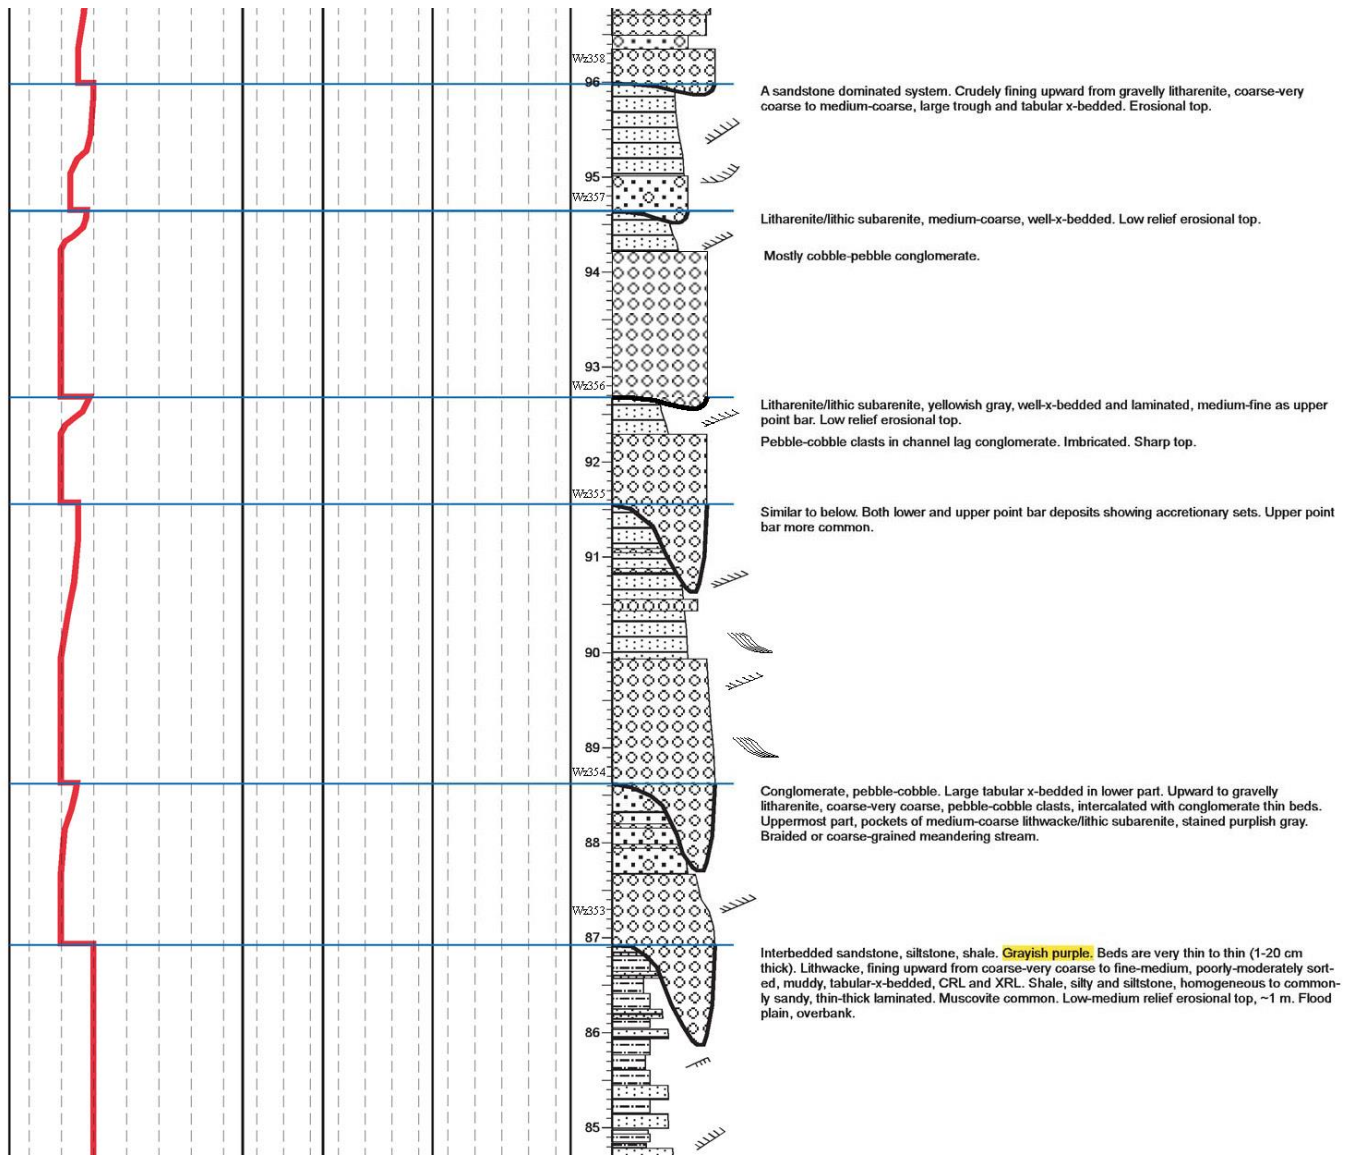 Wz358
96
A sandstone dominated system. Crudely fining upward from gravelly litharenite, coarse-very
coarse to medium-coarse, large trough and tabular x-bedded. Erosional top.
95
Wz357
Litharenite/lithic subarenite, medium-coarse, well-x-bedded. Low relief erosional top.
Mostly cobble-pebble conglomerate.
94
93
Wz356
Litharenite/lithic subarenite, yellowish gray, well-x-bedded and laminated, medium-fine as upper
point bar. Low relief erosional top.
Pebble-cobble clasts in channel lag conglomerate. Imbricated. Sharp top.
92
Wz355
Similar to below. Both lower and upper point bar deposits showing accretionary sets. Upper point
bar more common.
91
90
89
Wz354
Conglomerate, pebble-cobble. Large tabular x-bedded in lower part. Upward to gravelly
litharenite, coarse-very coarse, pebble-cobble clasts, intercalated with conglomerate thin beds.
Uppermost part, pockets of medium-coarse lithwacke/lithic subarenite, stained purplish gray.
Braided or coarse-grained meandering stream.
88
Wz353
87
Interbedded sandstone, siltstone, shale. Grayish purple. Beds are very thin to thin (1-20 cm
thick). Lithwacke, fining upward from coarse-very coarse to fine-medium, poorly-moderately sort-
ed, muddy, tabular-x-bedded, CRL and XRL. Shale, silty and siltstone, homogeneous to common-
ly sandy, thin-thick laminated. Muscovite common. Low-medium relief erosional top, ~1 m. Flood
plain, overbank.
86
85